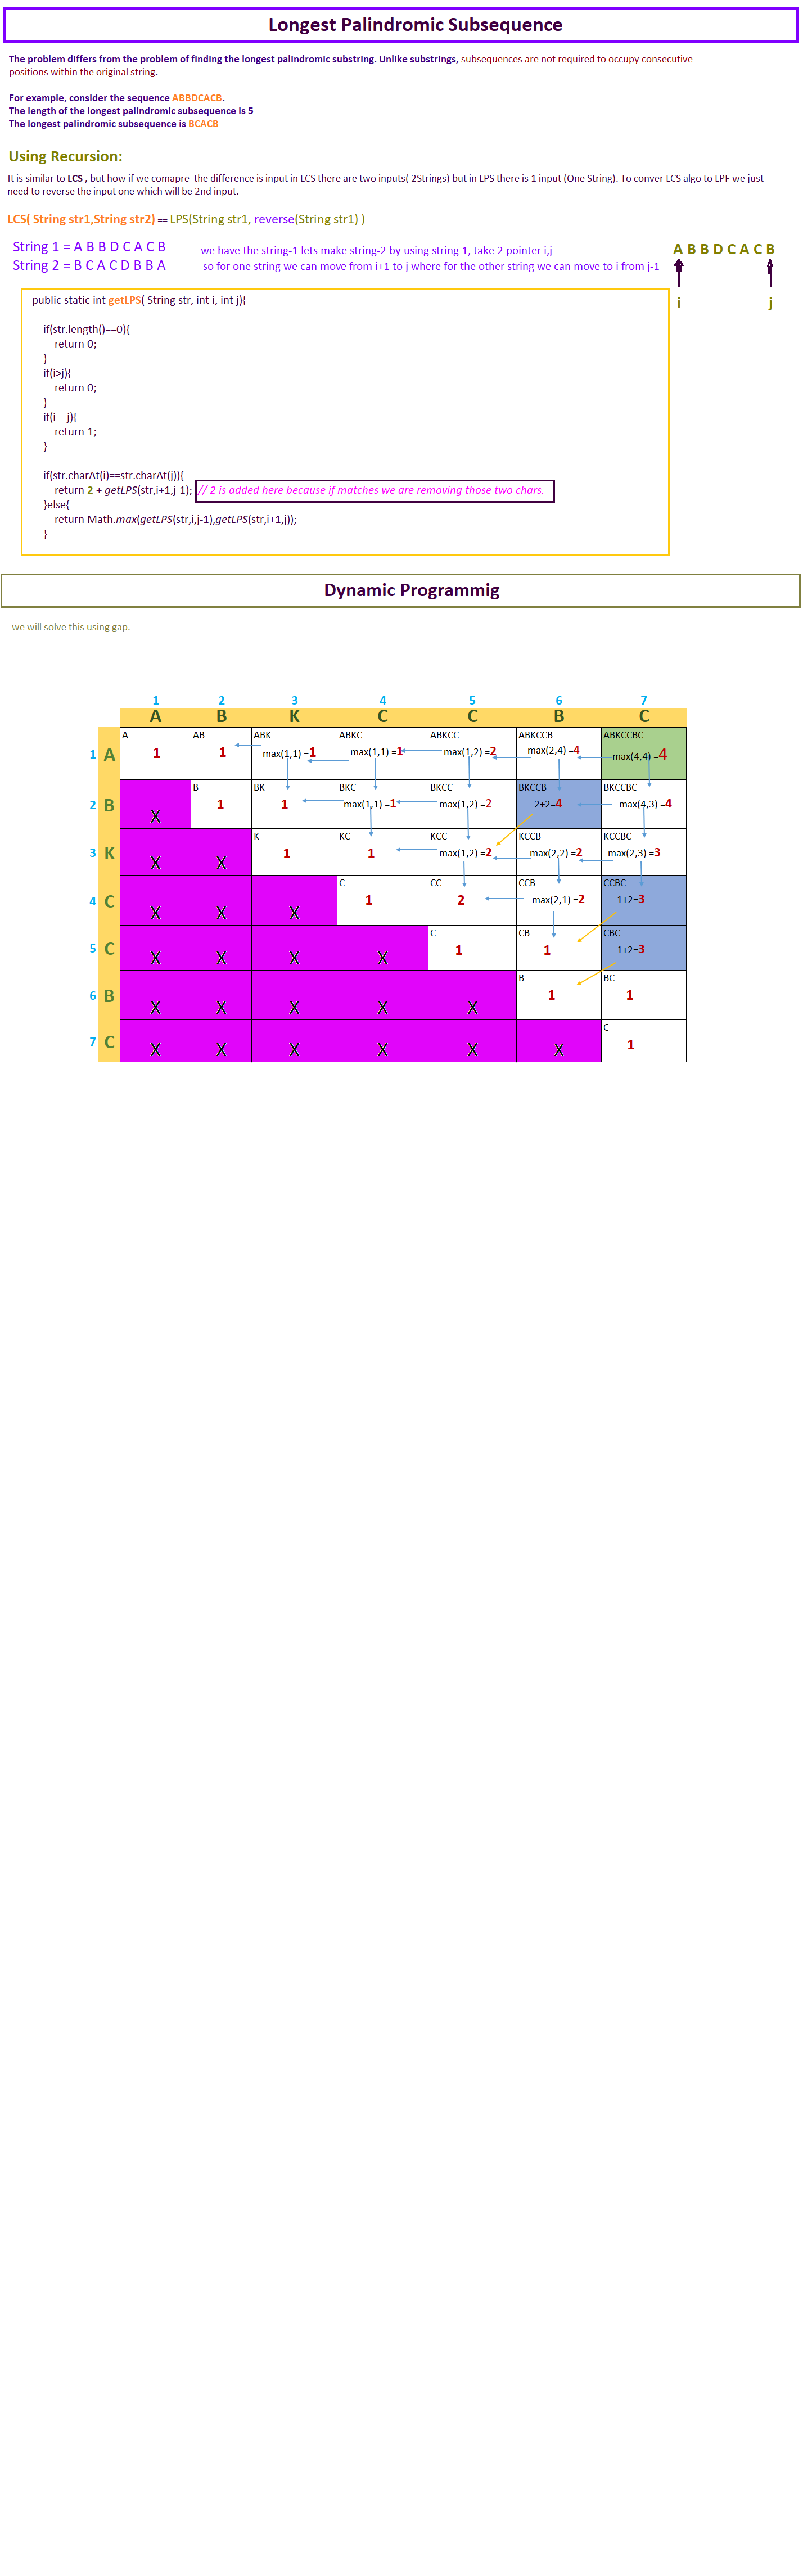 Longest Palindromic Subsequence
The problem differs from the problem of finding the longest palindromic substring. Unlike substrings, subsequences are not required to occupy consecutive
positions within the original string.
For example, consider the sequence ABBDCACB.
The length of the longest palindromic subsequence is 5
The longest palindromic subsequence is BCACB
Using Recursion:
It is similar to LCS , but how if we comapre the difference is input in LCS there are two inputs( 2Strings) but in LPS there is 1 input (One String). To conver LCS algo to LPF we just
need to reverse the input one which will be 2nd input.
LCS( String str1,String str2) == LPS(String str1, reverse(String str1) )
String 1 = A B B D C A C B
String 2 = B C A C D B B A
we have the string-1 lets make string-2 by using string 1, take 2 pointer i,j
so for one string we can move from i+1 to j where for the other string we can move to i from j-1
A B B D C A C B
i j
public static int getLPS( String str, int i, int j){
if(str.length()==0){
return 0;
}
if(i>j){
return 0;
}
if(i==j){
return 1;
}
if(str.charAt(i)==str.charAt(j)){
return 2 + getLPS(str,i+1,j-1); // 2 is added here because if matches we are removing those two chars.
}else{
return Math.max(getLPS(str,i,j-1),getLPS(str,i+1,j));
}
Dynamic Programmig
we will solve this using gap.
1 2 3 4 5 6 7
A B K C C B C
A AB ABK ABKC ABKCC ABKCCB ABKCCBC
1 A 1 1 max(1,1) =1 max(1,1) =1 max(1,2) =2 max(2,4) =4 max(4,4) =4
B BK BKC BKCC BKCCB BKCCBC
2 B X 1 1 max(1,1) =1 max(1,2) =2 2+2=4 max(4,3) =4
K KC KCC KCCB KCCBC
3 K X X 1 1 max(1,2) =2 max(2,2) =2 max(2,3) =3
C CC CCB CCBC
4 C X X X 1 2 max(2,1) =2 1+2=3
C CB CBC
5 C X X X X 1 1 1+2=3
B BC
6 B X X X X X 1 1
C
7 C X X X X X X 1